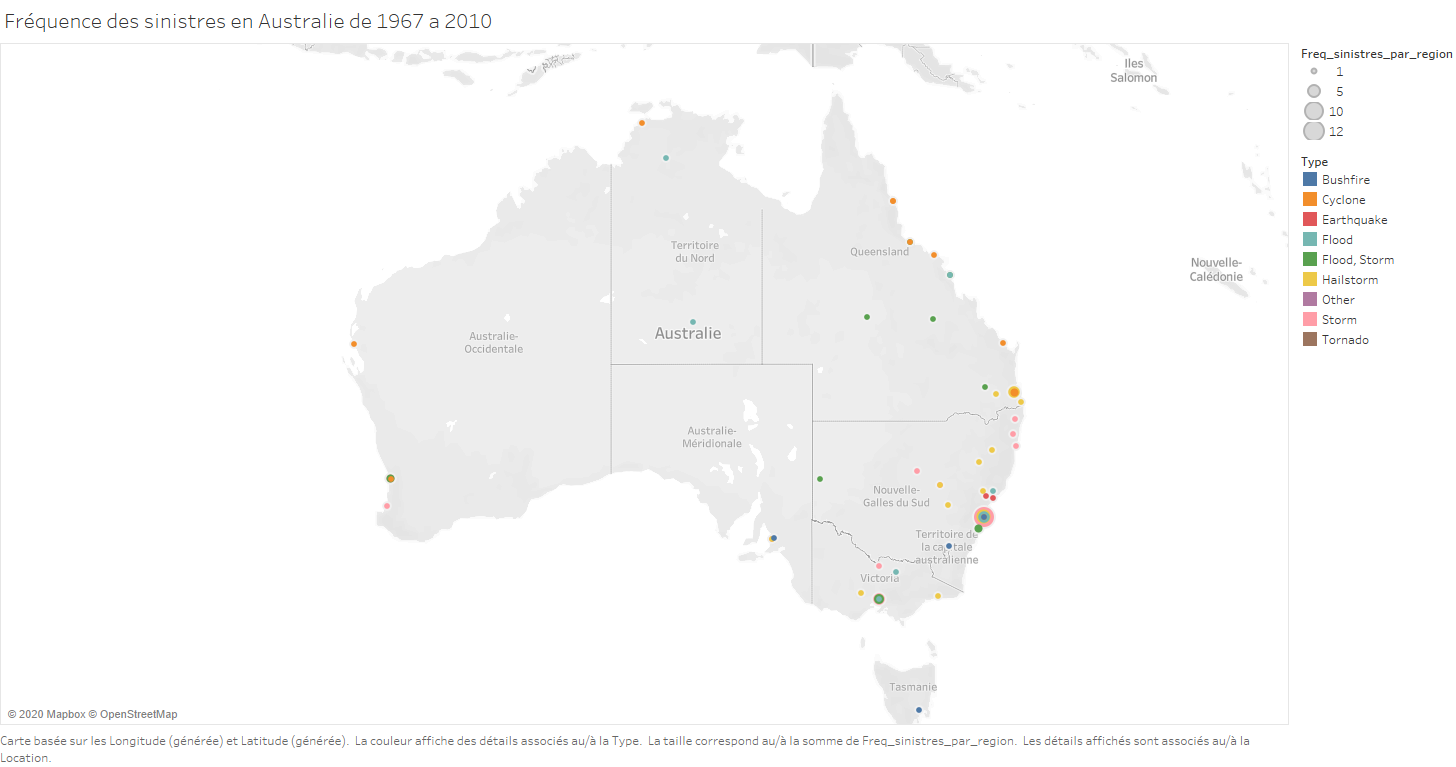 Fréquence des sinistres en Australie de 1967 a 2010
Iles
Salomon
Territoire
du Nord
Queensland
Nouvelle-
Calédonie
Australie-
Occidentale
Australie
Australie-
Méridionale
Nouvelle-
Galles du Sud
Territoire de
la capitale
australienne
Victoria
Tasmanie
© 2020 Mapbox © OpenStreetMap
Freq_sinistres_par_region
1
5
10
12
Type
Bushfire
Cyclone
Earthquake
Flood
Flood, Storm
Hailstorm
Other
Storm
Tornado
Carte basée sur les Longitude (générée) et Latitude (générée).  La couleur affiche des détails associés au/à la Type.  La taille correspond au/à la somme de Freq_sinistres_par_region.  Les détails affichés sont associés au/à la
Location.